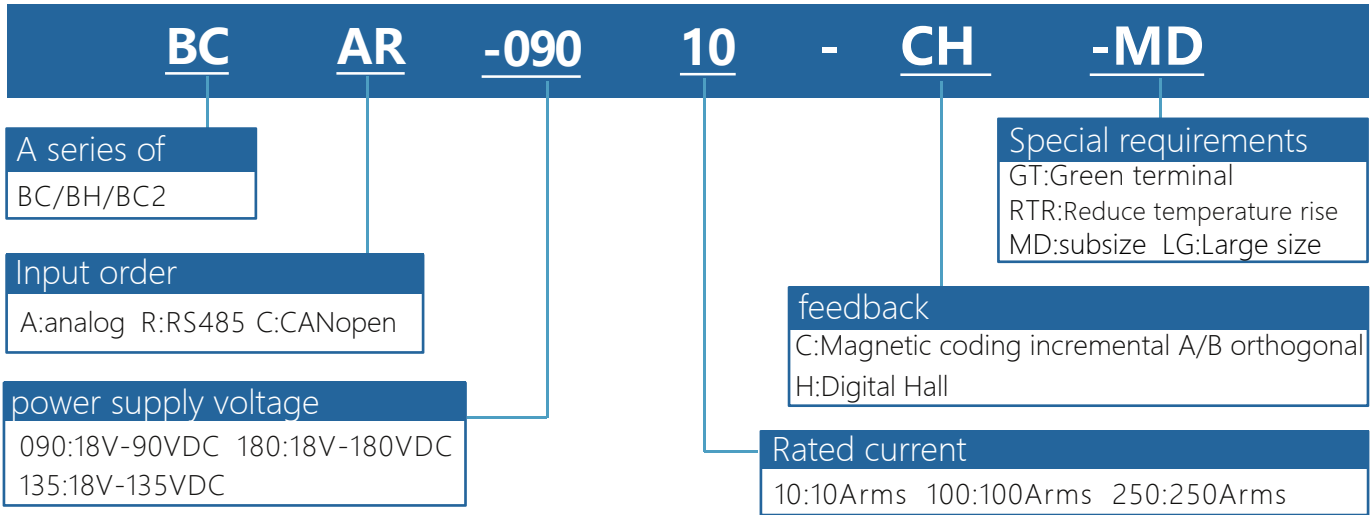 BC AR -090 10 - CH -MD
A series of
BC/BH/BC2
Input order
A:analog R:RS485 C:CANopen
power supply voltage
090:18V-90VDC 180:18V-180VDC
135:18V-135VDC
Special requirements
GT:Green terminal
RTR:Reduce temperature rise
MD:subsize LG:Large size
feedback
C:Magnetic coding incremental A/B orthogonal
H:Digital Hall
Rated current
10:10Arms 100:100Arms 250:250Arms